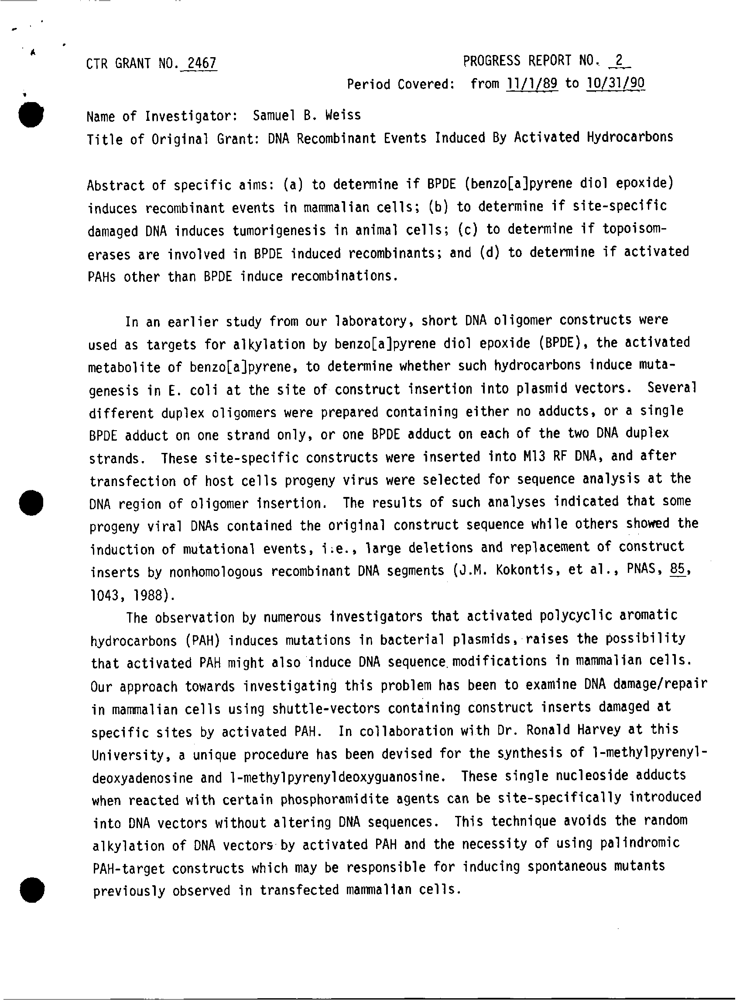 CTR GRANT NO. 2467
PROGRESS REPORT NO. 2
Period Covered: from 11/1/89 to 10/31/90
Name of Investigator: Samuel B. Weiss
Title of Original Grant: DNA Recombinant Events Induced By Activated Hydrocarbons
Abstract of specific aims: (a) to determine if BPDE (benzo[a]pyrene diol epoxide)
induces recombinant events in mammalian cells; (b) to determine if site-specific
damaged DNA induces tumorigenesis in animal cells; (c) to determine if topoisom-
erases are involved in BPDE induced recombinants; and (d) to determine if activated
PAHs other than BPDE induce recombinations.
In an earlier study from our laboratory, short DNA oligomer constructs were
used as targets for alkylation by benzo[a]pyrene diol epoxide (BPDE), the activated
metabolite of benzo[a]pyrene, to determine whether such hydrocarbons induce muta-
genesis in E. coli at the site of construct insertion into plasmid vectors. Several
different duplex oligomers were prepared containing either no adducts, or a single
BPDE adduct on one strand only, or one BPDE adduct on each of the two DNA duplex
strands. These site-specific constructs were inserted into M13 RF DNA, and after
transfection of host cells progeny virus were selected for sequence analysis at the
DNA region of oligomer insertion. The results of such analyses indicated that some
progeny viral DNAs contained the original construct sequence while others showed the
induction of mutational events, i.e., large deletions and replacement of construct
inserts by nonhomologous recombinant DNA segments (J.M. Kokontis, et al., PNAS, 85,
1043, 1988).
The observation by numerous investigators that activated polycyclic aromatic
hydrocarbons (PAH) induces mutations in bacterial plasmids, raises the possibility
that activated PAH might also induce DNA sequence modifications in mammalian cells.
Our approach towards investigating this problem has been to examine DNA damage/repair
in mammalian cells using shuttle-vectors containing construct inserts damaged at
specific sites by activated PAH. In collaboration with Dr. Ronald Harvey at this
University, a unique procedure has been devised for the synthesis of 1-methylpyrenyl-
deoxyadenosine and 1-methylpyrenyldeoxyguanosine. These single nucleoside adducts
when reacted with certain phosphoramidite agents can be site-specifically introduced
into DNA vectors without altering DNA sequences. This technique avoids the random
alkylation of DNA vectors by activated PAH and the necessity of using palindromic
PAH-target constructs which may be responsible for inducing spontaneous mutants
previously observed in transfected mammalian cells.